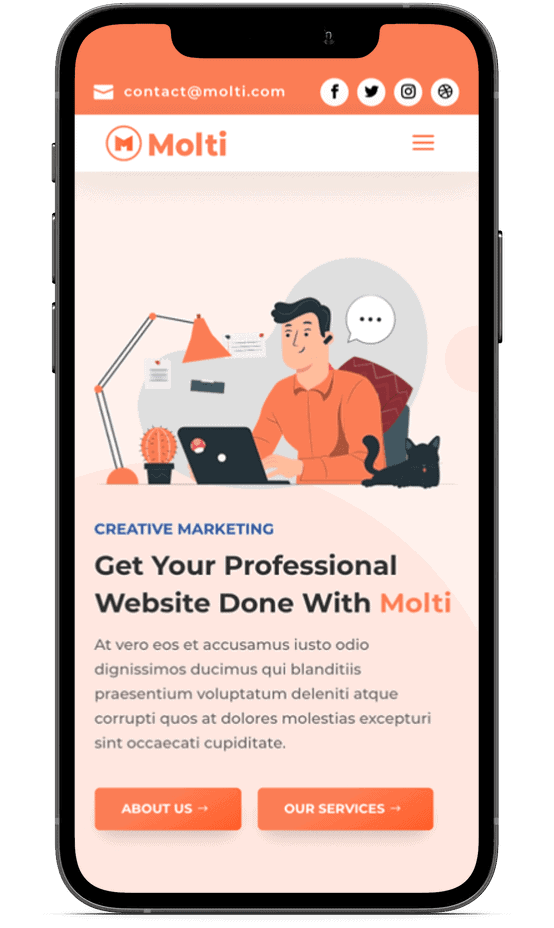 contact@molti.com
Molti
CREATIVE MARKETING
Get Your Professional
Website Done With Molti
At vero eos et accusamus iusto odio
dignissimos ducimus qui blanditiis
praesentium voluptatum deleniti atque
corrupti quos at dolores molestias excepturi
sint occaecati cupiditate.
ABOUT US →
OUR SERVICES →